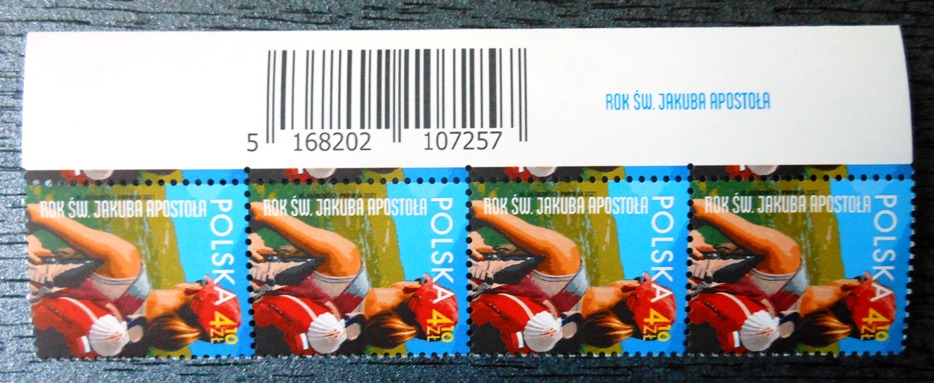 ROK ŚW. JAKUBA APOSTOŁA
5 168202 107257
ROK ŚW. JAKUBA APOSTOŁA
POLSKA
4,10 ZŁ
ROK ŚW. JAKUBA APOSTOŁA
POLSKA
4,10 ZŁ
ROK ŚW. JAKUBA APOSTOŁA
POLSKA
4,10 ZŁ
ROK ŚW. JAKUBA APOSTOŁA
POLSKA
4,10 ZŁ